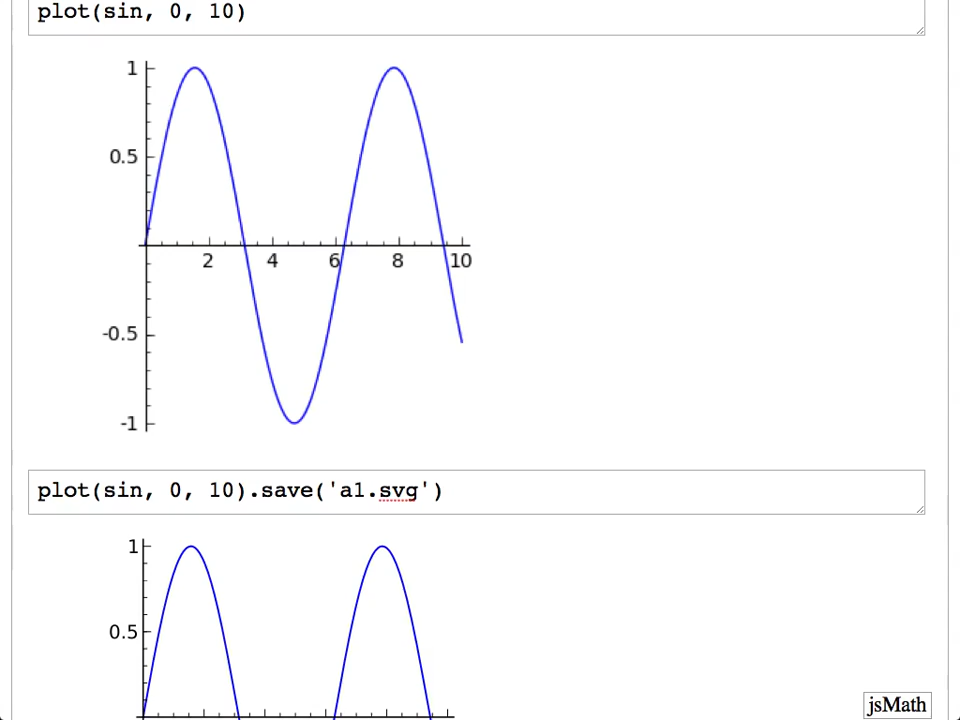 plot(sin, 0, 10)
1
0.5
2 4 6 8 10
-0.5
-1
plot(sin, 0, 10).save('a1.svg')
1
0.5
jsMath